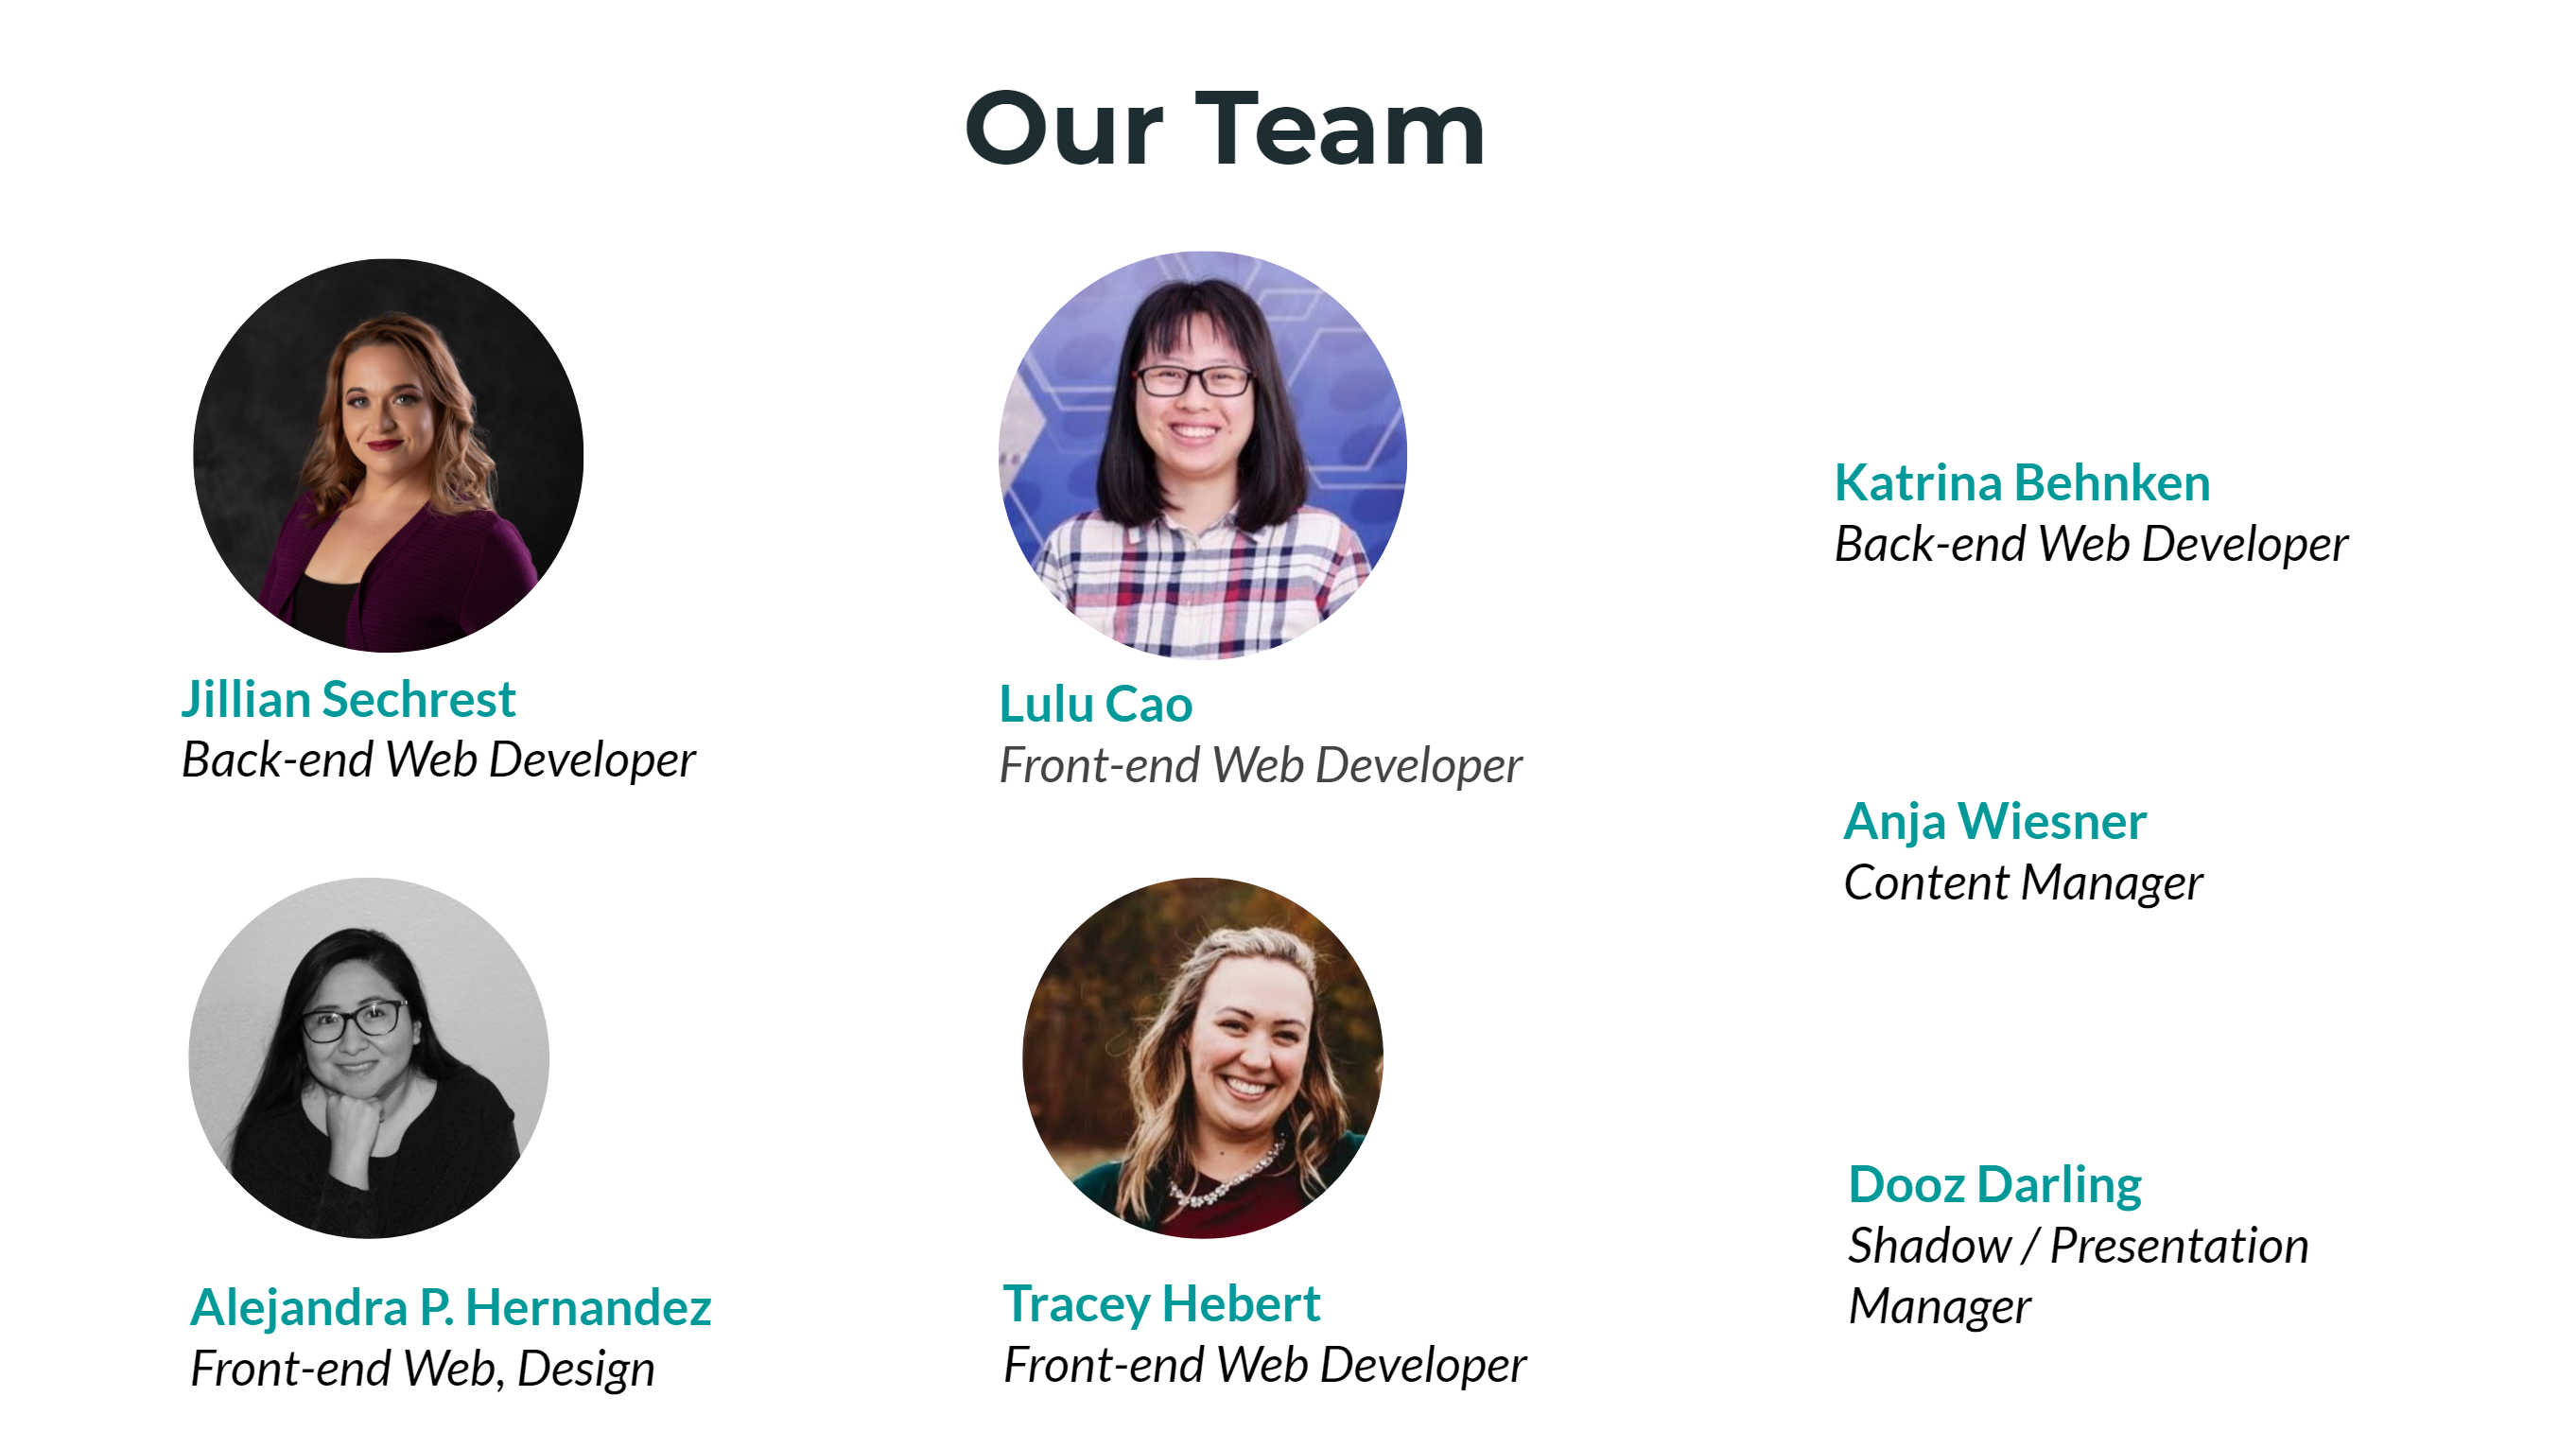 Our Team
Jillian Sechrest
Back-end Web Developer
Lulu Cao
Front-end Web Developer
Katrina Behnken
Back-end Web Developer
Anja Wiesner
Content Manager
Alejandra P. Hernandez
Front-end Web, Design
Tracey Hebert
Front-end Web Developer
Dooz Darling
Shadow / Presentation
Manager